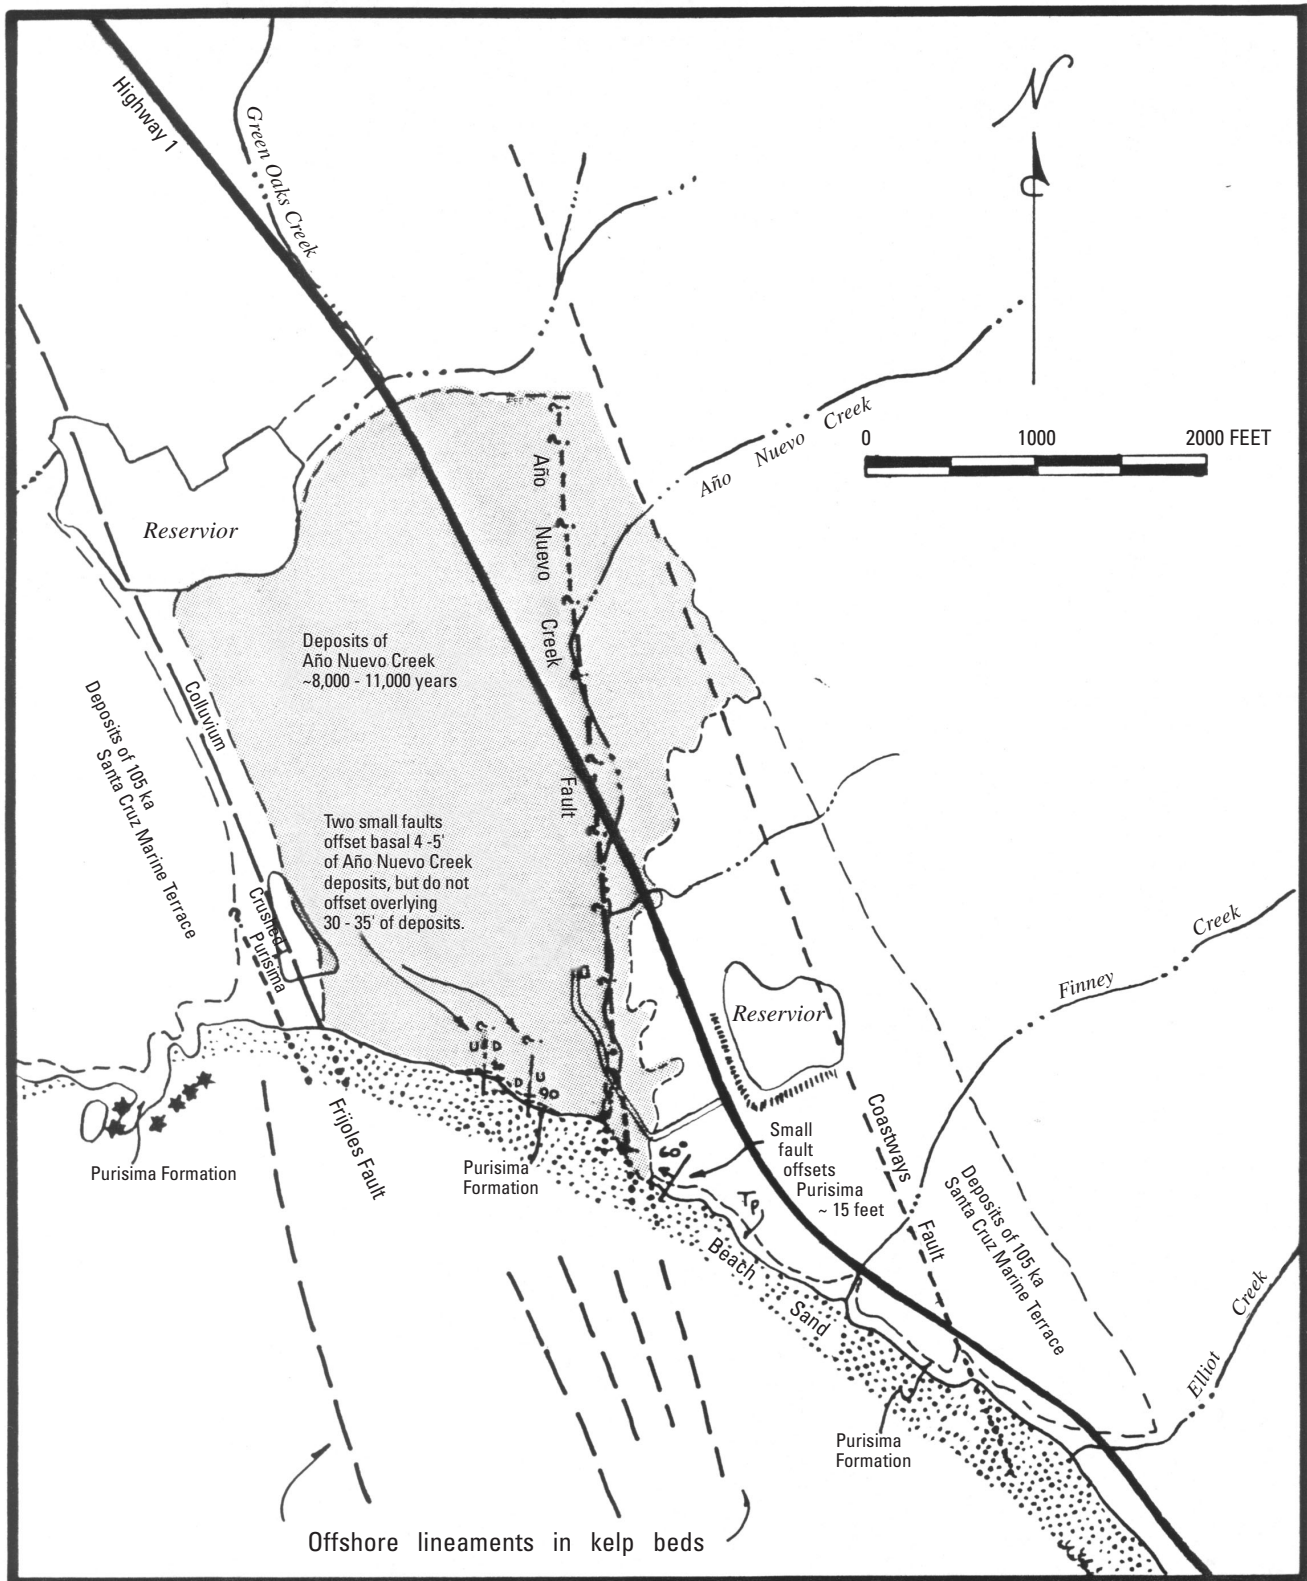 Highway 1
Green Oaks Creek
N
0 1000 2000 FEET
Año Nuevo Creek
Año Nuevo Creek Fault
Reservior
Deposits of
Año Nuevo Creek
~8,000 - 11,000 years
Colluvium
Deposits of 105 ka
Santa Cruz Marine Terrace
Two small faults
offset basal 4 -5'
of Año Nuevo Creek
deposits, but do not
offset overlying
30 - 35' of deposits.
Crushed
Purisima
Creek
Finney
Reservior
U D
D U
90
60°
Small
fault
offsets
Purisima
~ 15 feet
Coastways
Fault
Deposits of 105 ka
Santa Cruz Marine Terrace
Purisima Formation
Frijoles Fault
Purisima
Formation
Tp
Beach
Sand
Elliot Creek
Purisima
Formation
Offshore lineaments in kelp beds